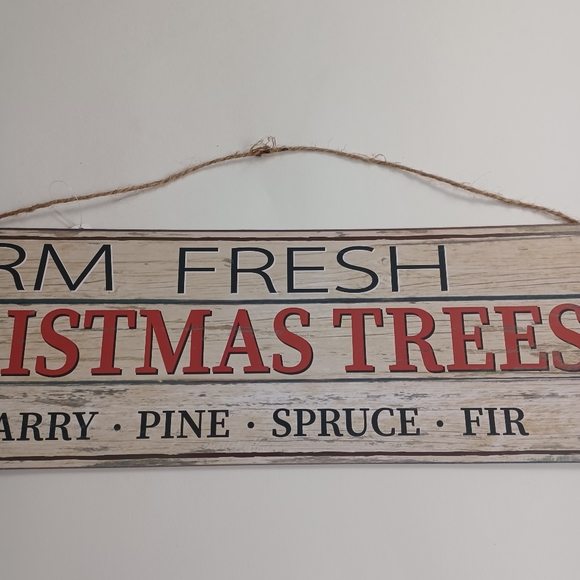 RM FRESH
ISTMAS TREES
ARRY · PINE · SPRUCE · FIR